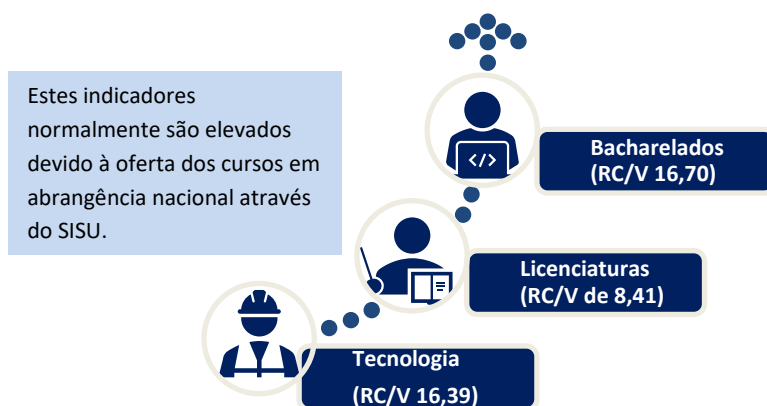 Estes indicadores
normalmente são elevados
devido à oferta dos cursos em
abrangência nacional através
do SISU.
</>
Bacharelados
(RC/V 16,70)
Licenciaturas
(RC/V de 8,41)
Tecnologia
(RC/V 16,39)